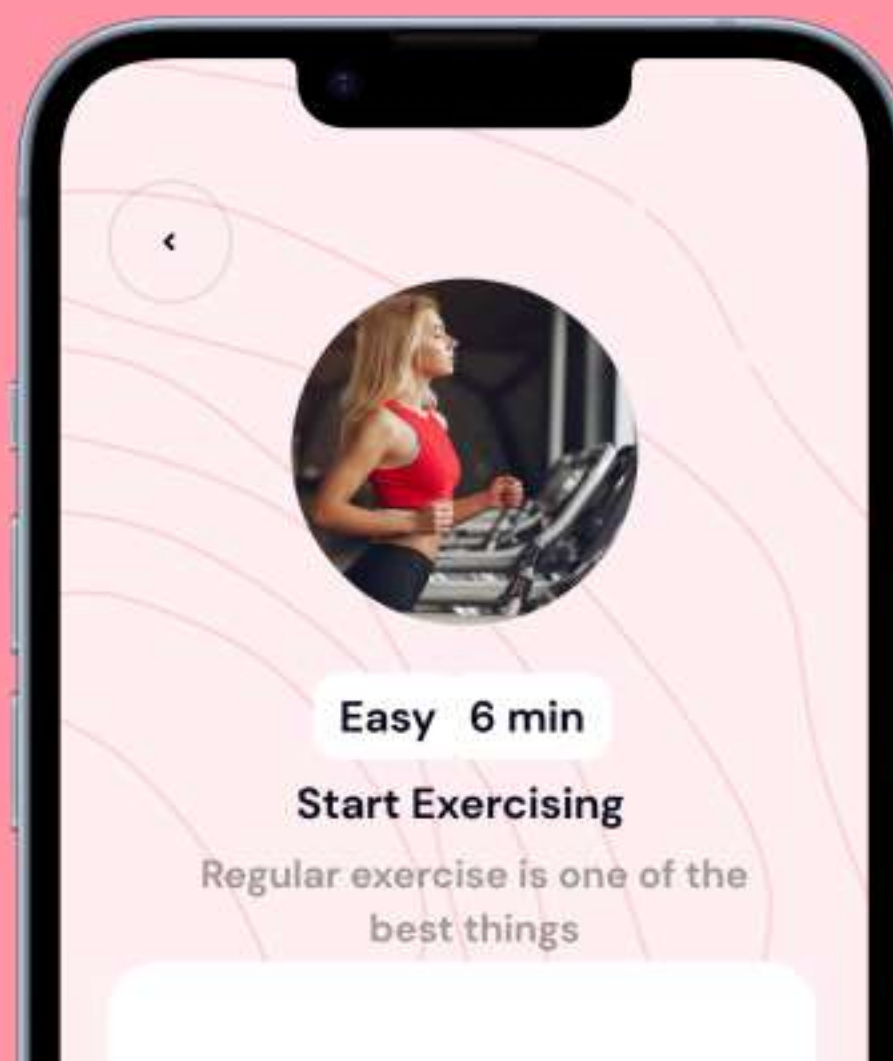 Easy 6 min
Start Exercising
Regular exercise is one of the
best things